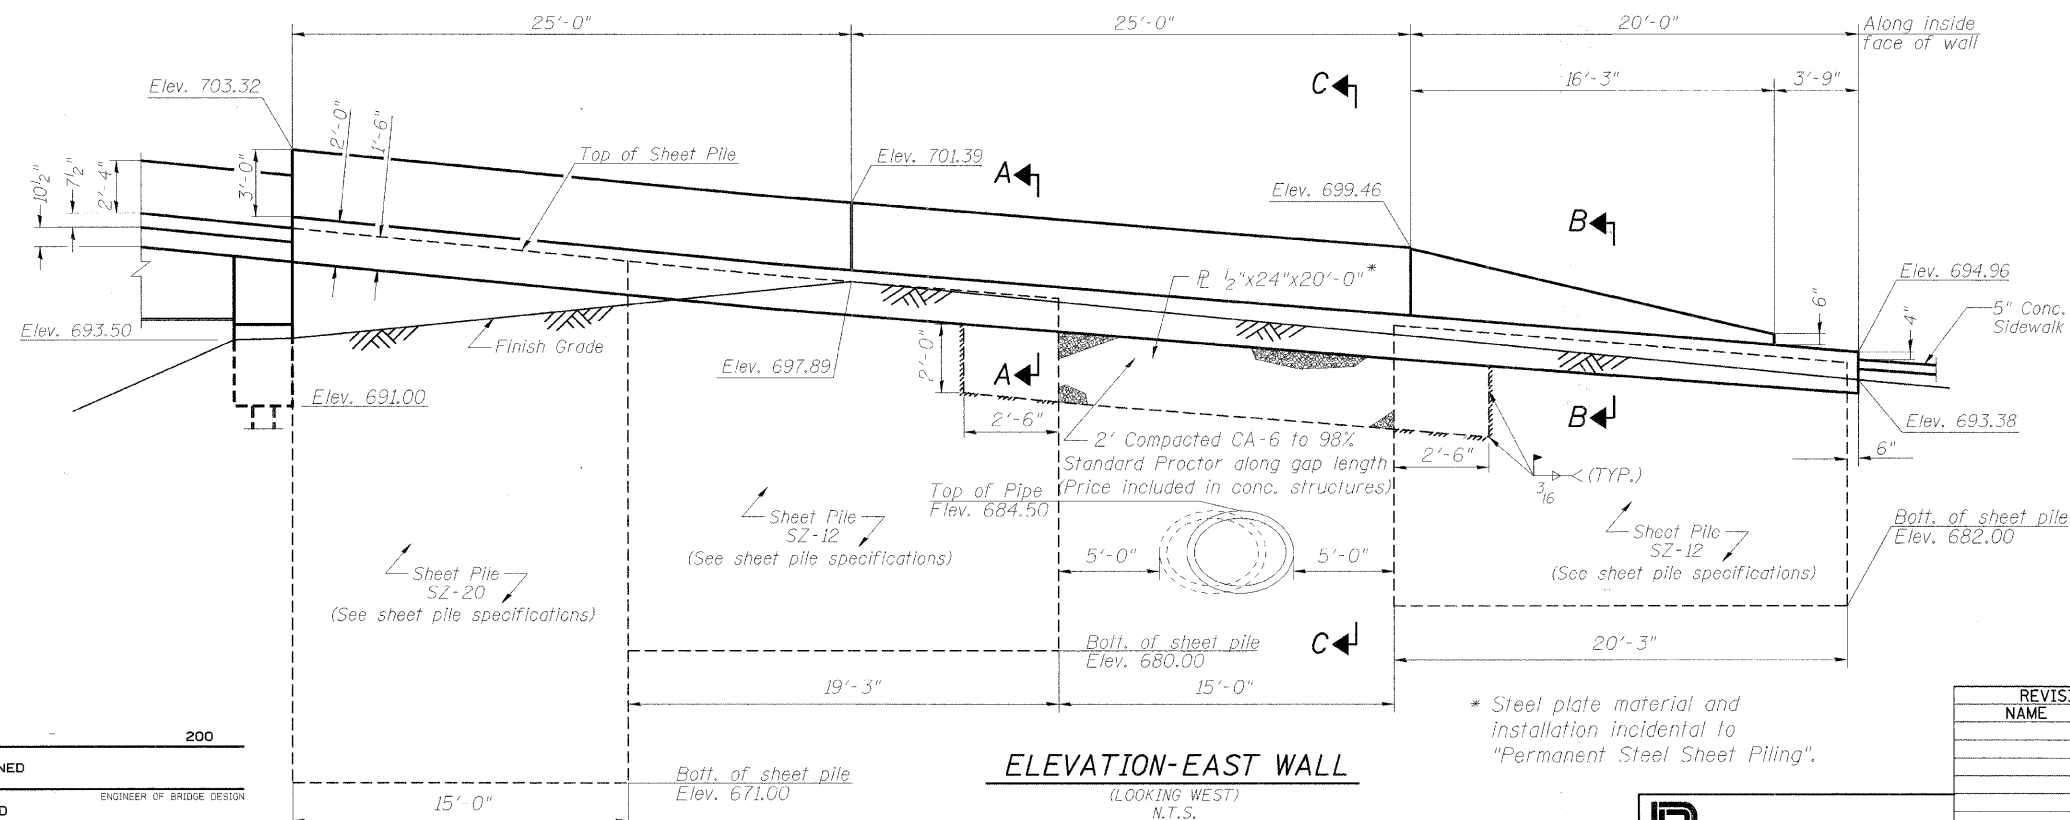 25'-0"
25'-0"
20'-0"
Along inside
face of wall
16'-3"
3'-9"
C
Elev. 703.32
2'-0"
1'-6"
Top of Sheet Pile
Elev. 701.39
A
Elev. 699.46
B
10 1/2"
7 1/2"
2'-4"
3'-0"
℄ 1/2"x24"x20'-0"*
Elev. 694.96
6"
4"
5" Conc.
Sidewalk
Elev. 693.50
Finish Grade
Elev. 697.89
2'-0"
A
Elev. 691.00
2'-6"
B
Elev. 693.38
2' Compacted CA-6 to 98%
Standard Proctor along gap length
(Price included in conc. structures)
2'-6"
6"
3/16
(TYP.)
Top of Pipe
Elev. 684.50
Sheet Pile
SZ-12
(See sheet pile specifications)
5'-0"
5'-0"
Sheet Pile
SZ-12
(See sheet pile specifications)
Bott. of sheet pile
Elev. 682.00
Sheet Pile
SZ-20
(See sheet pile specifications)
Bott. of sheet pile
Elev. 680.00
C
20'-3"
19'-3"
15'-0"
* Steel plate material and
installation incidental to
"Permanent Steel Sheet Piling".
REVIS
NAME
200
NED
ENGINEER OF BRIDGE DESIGN
D
15'-0"
Bott. of sheet pile
Elev. 671.00
ELEVATION-EAST WALL
(LOOKING WEST)
N.T.S.